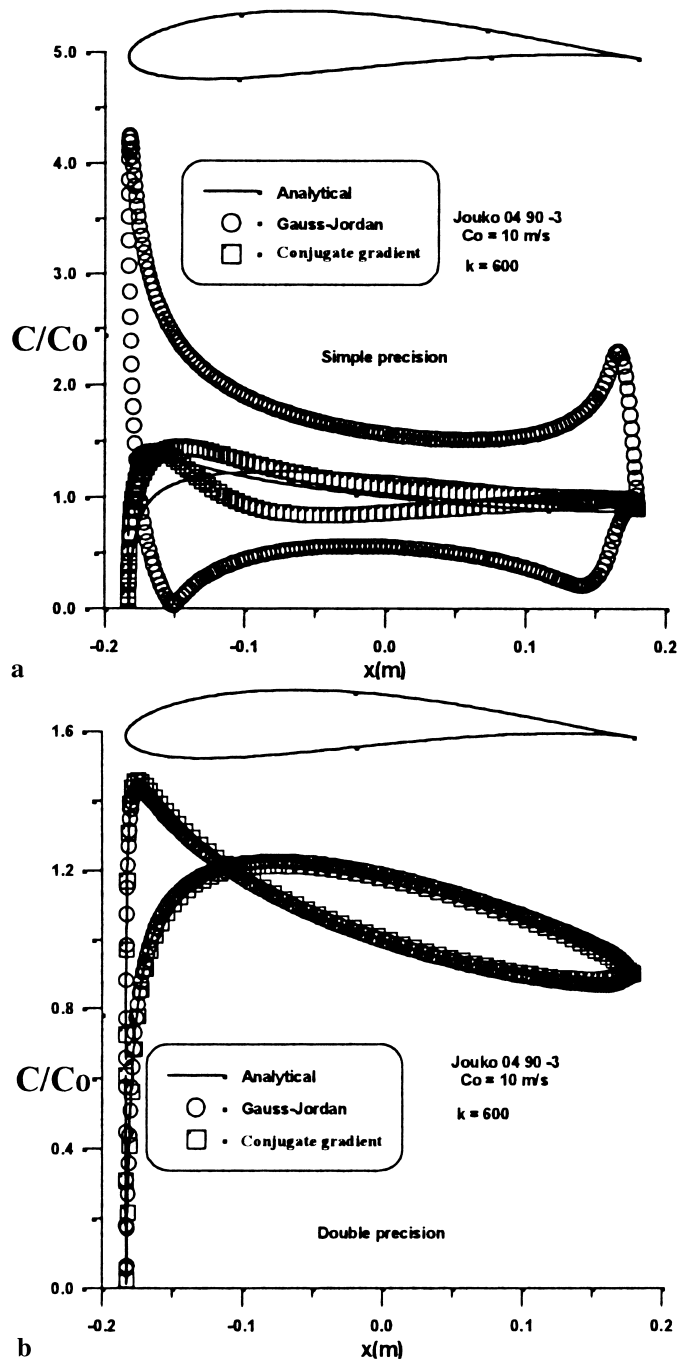 5.0
4.0
3.0
2.0
1.0
0.0
C/Co
Analytical
Gauss-Jordan
Conjugate gradient
Jouko 04 90 -3
Co = 10 m/s
k = 600
Simple precision
-0.2
-0.1
0.0
0.1
0.2
x(m)
a
1.6
1.2
0.8
0.4
0.0
C/Co
Analytical
Gauss-Jordan
Conjugate gradient
Jouko 04 90 -3
Co = 10 m/s
k = 600
Double precision
-0.2
-0.1
0.0
0.1
0.2
x(m)
b